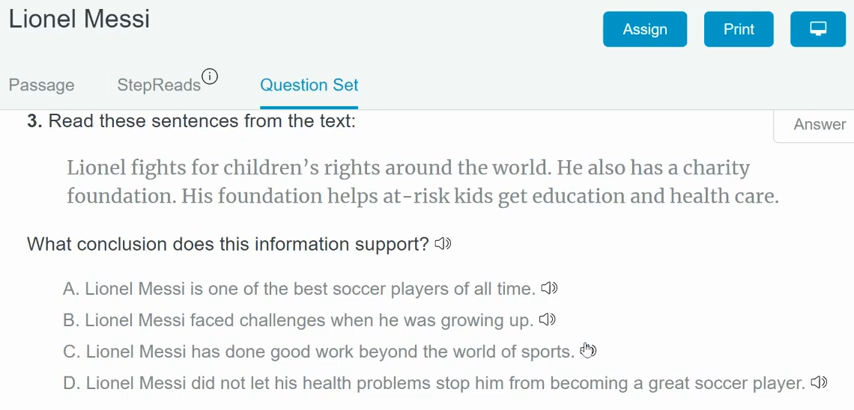 Lionel Messi
Assign
Print
Passage
StepReads
Question Set
3. Read these sentences from the text:
Answer
Lionel fights for children’s rights around the world. He also has a charity
foundation. His foundation helps at-risk kids get education and health care.
What conclusion does this information support?
A. Lionel Messi is one of the best soccer players of all time.
B. Lionel Messi faced challenges when he was growing up.
C. Lionel Messi has done good work beyond the world of sports.
D. Lionel Messi did not let his health problems stop him from becoming a great soccer player.